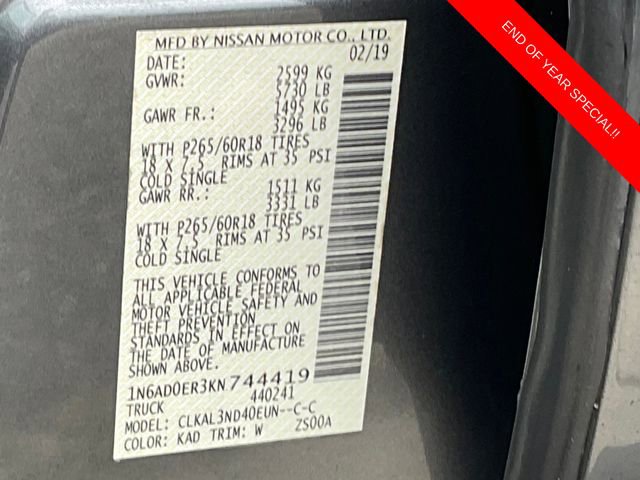 MFD BY NISSAN MOTOR CO., LTD.
DATE: 02/19
GVWR: 2599 KG
5730 LB
GAWR FR.: 1495 KG
3296 LB
WITH P265/60R18 TIRES
18 X 7.5 RIMS AT 35 PSI
COLD SINGLE
GAWR RR.: 1511 KG
3331 LB
WITH P265/60R18 TIRES
18 X 7.5 RIMS AT 35 PSI
COLD SINGLE
THIS VEHICLE CONFORMS TO
ALL APPLICABLE FEDERAL
MOTOR VEHICLE SAFETY AND
THEFT PREVENTION
STANDARDS IN EFFECT ON
THE DATE OF MANUFACTURE
SHOWN ABOVE.
1N6AD0ER3KN744419
TRUCK 440241
MODEL: CLKAL3ND40EUN--C-C
COLOR: KAD TRIM: W ZS00A
END OF YEAR SPECIAL!!